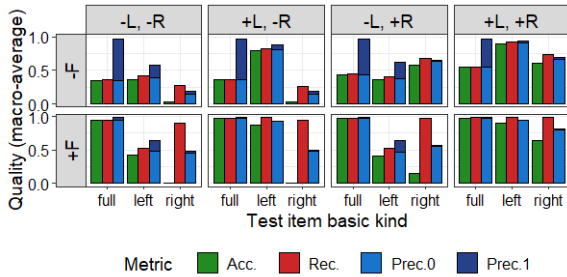 -L, -R
+L, -R
-L, +R
+L, +R
Quality (macro-average)
-F
1.0
0.5
0.0
+F
1.0
0.5
0.0
full left right
full left right
full left right
full left right
Test item basic kind
Metric Acc. Rec. Prec.0 Prec.1